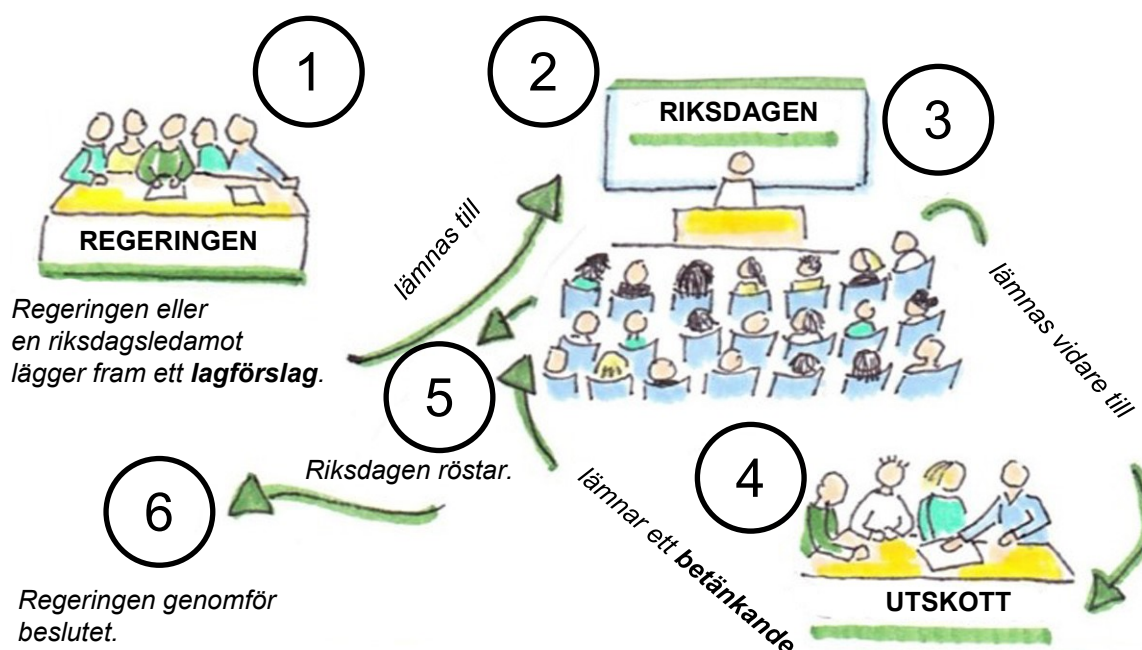 1
REGERINGEN
Regeringen eller
en riksdagsledamot
lägger fram ett lagförslag.
lämnas till
2
RIKSDAGEN
3
lämnas vidare till
4
UTSKOTT
lämnar ett betänkande
5
Riksdagen röstar.
6
Regeringen genomför
beslutet.